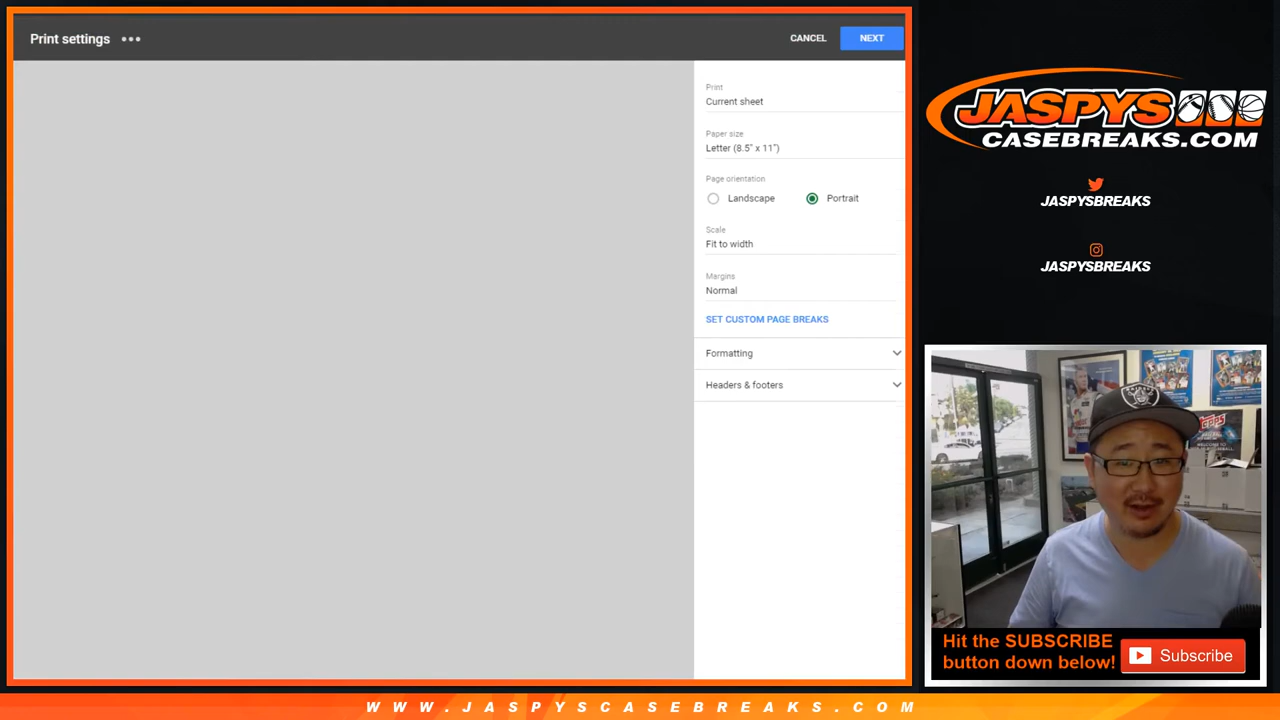 Print settings
CANCEL
NEXT
Print
Current sheet
Paper size
Letter (8.5" x 11")
Page orientation
Landscape
Portrait
Scale
Fit to width
Margins
Normal
SET CUSTOM PAGE BREAKS
Formatting
Headers & footers
JASPYS
CASEBREAKS.COM
JASPYSBREAKS
JASPYSBREAKS
RAIDERS
TOPPS
Hit the SUBSCRIBE
button down below!
Subscribe
WWW.JASPYSCASEBREAKS.COM